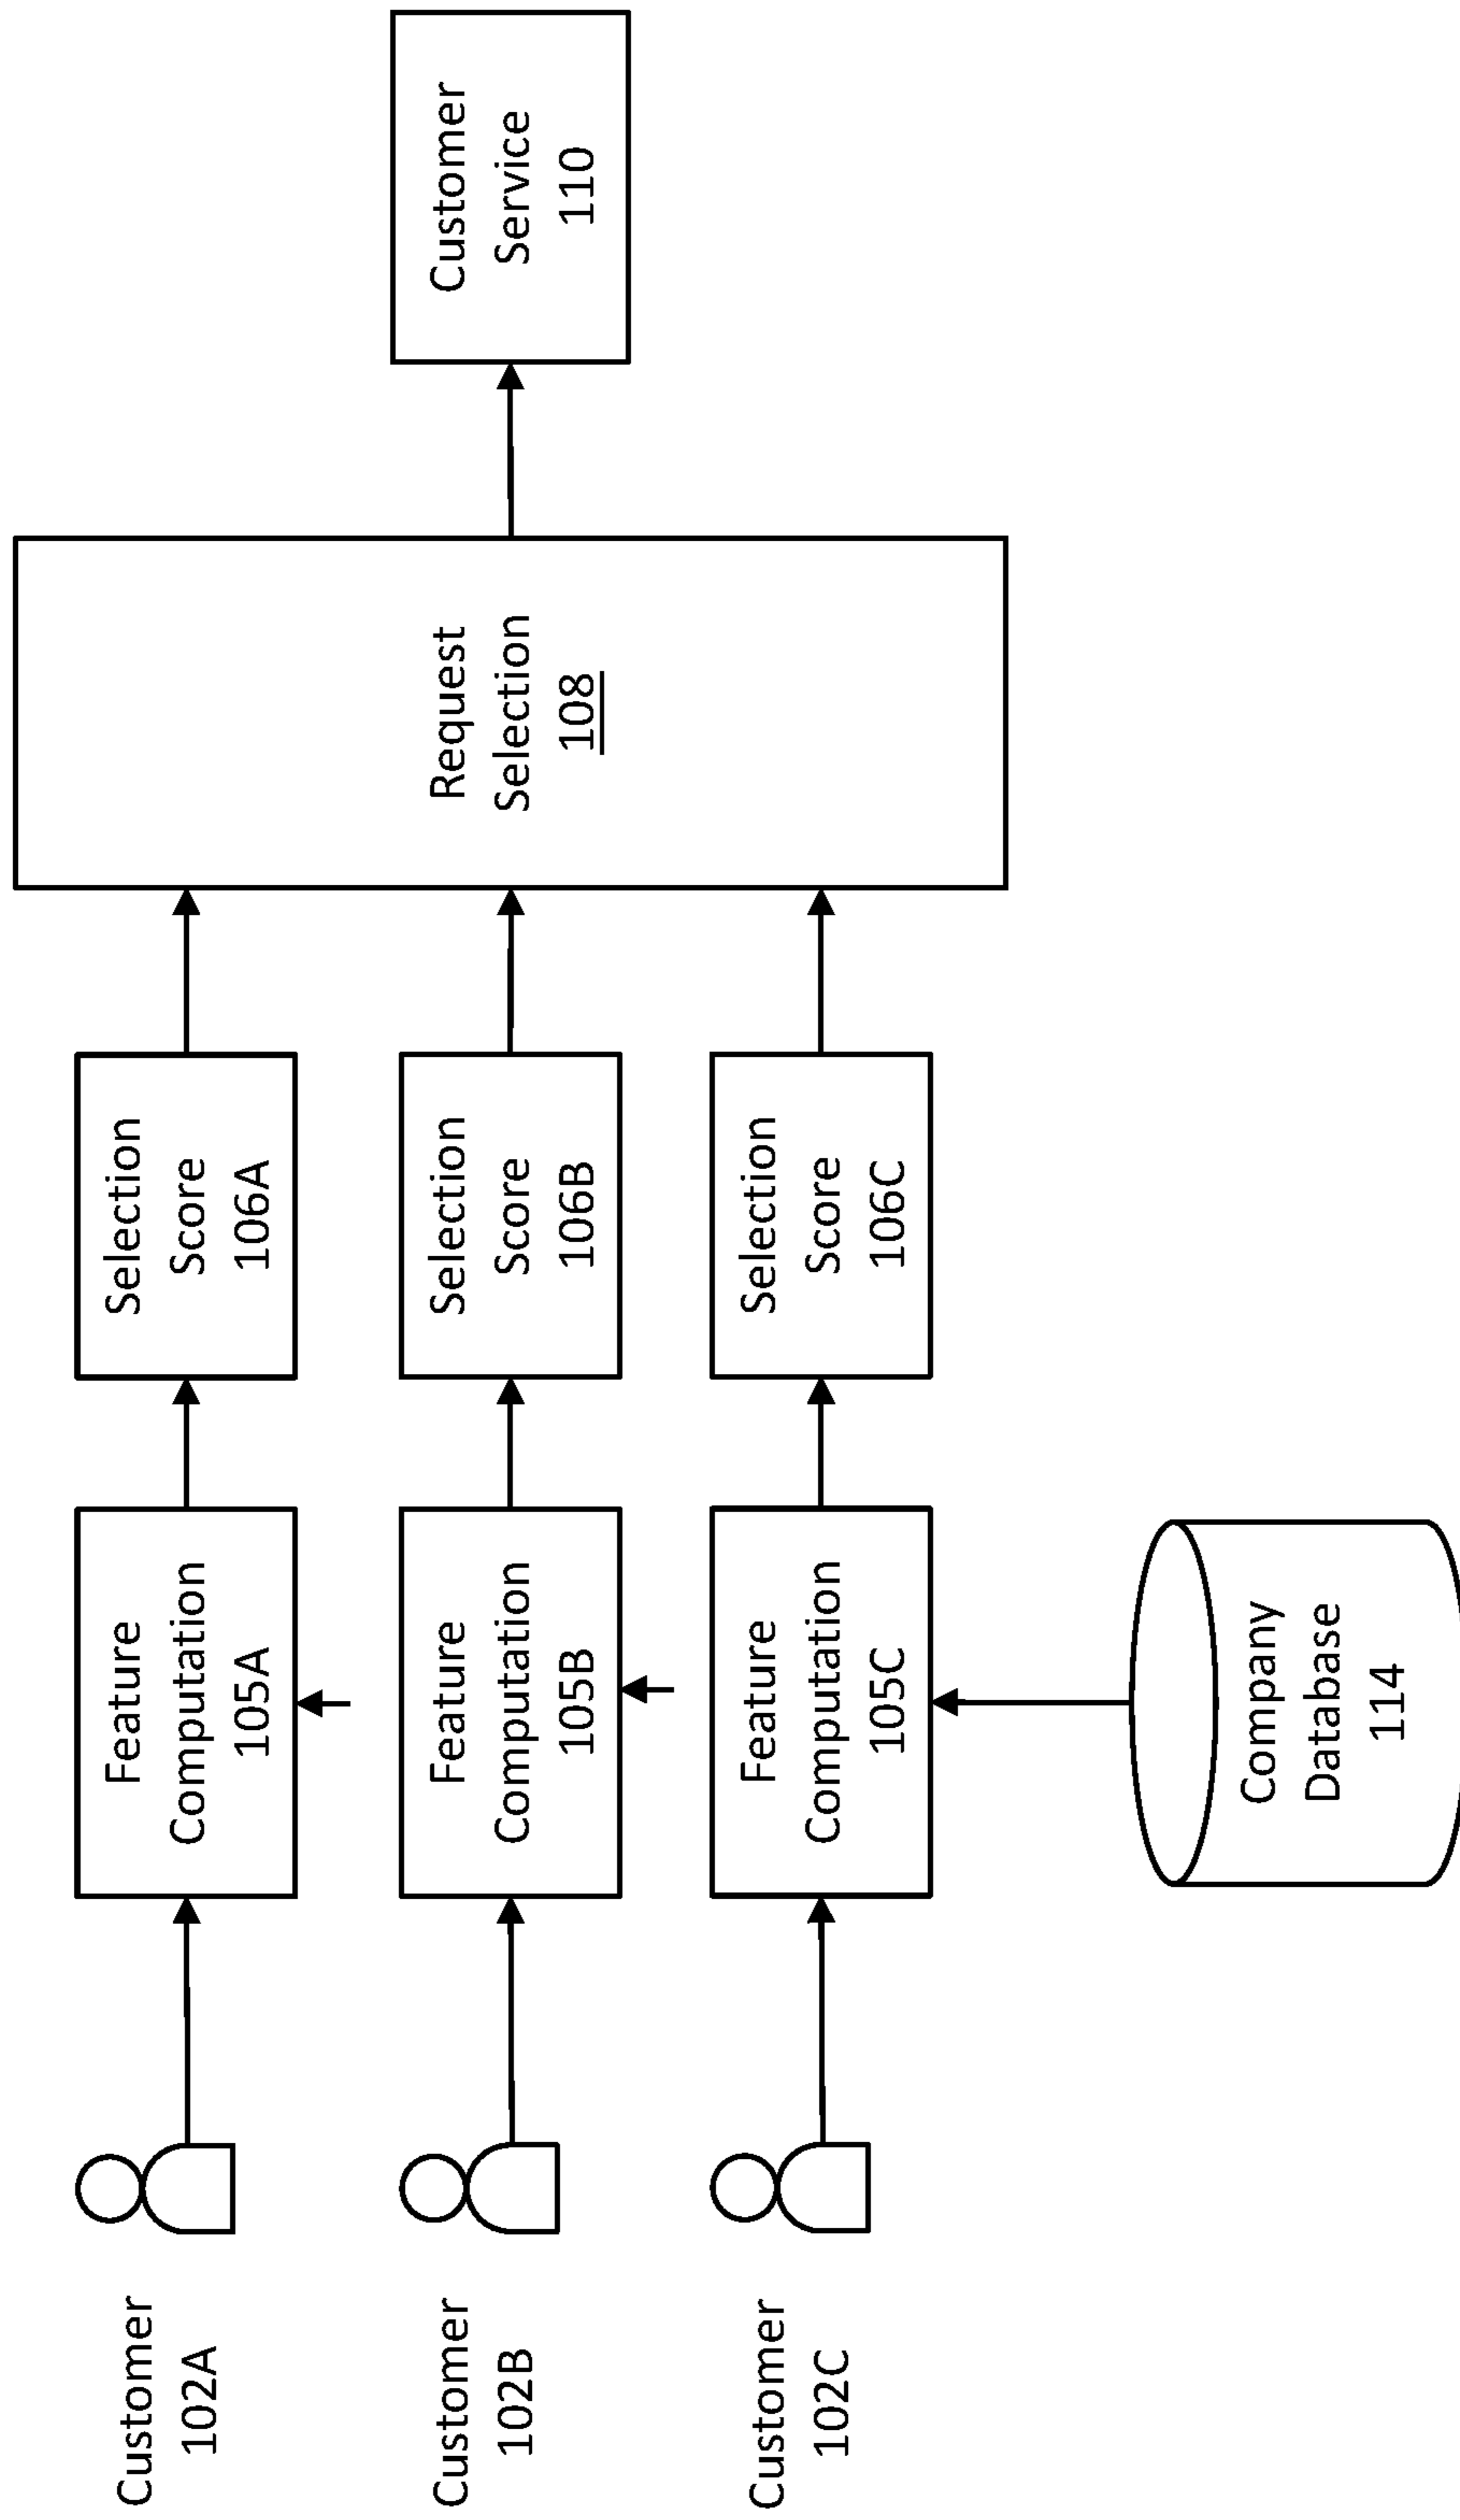 Customer
102A
Feature
Computation
105A
Selection
Score
106A
Customer
102B
Feature
Computation
105B
Selection
Score
106B
Customer
102C
Feature
Computation
105C
Selection
Score
106C
Request
Selection
108
Customer
Service
110
Company
Database
114